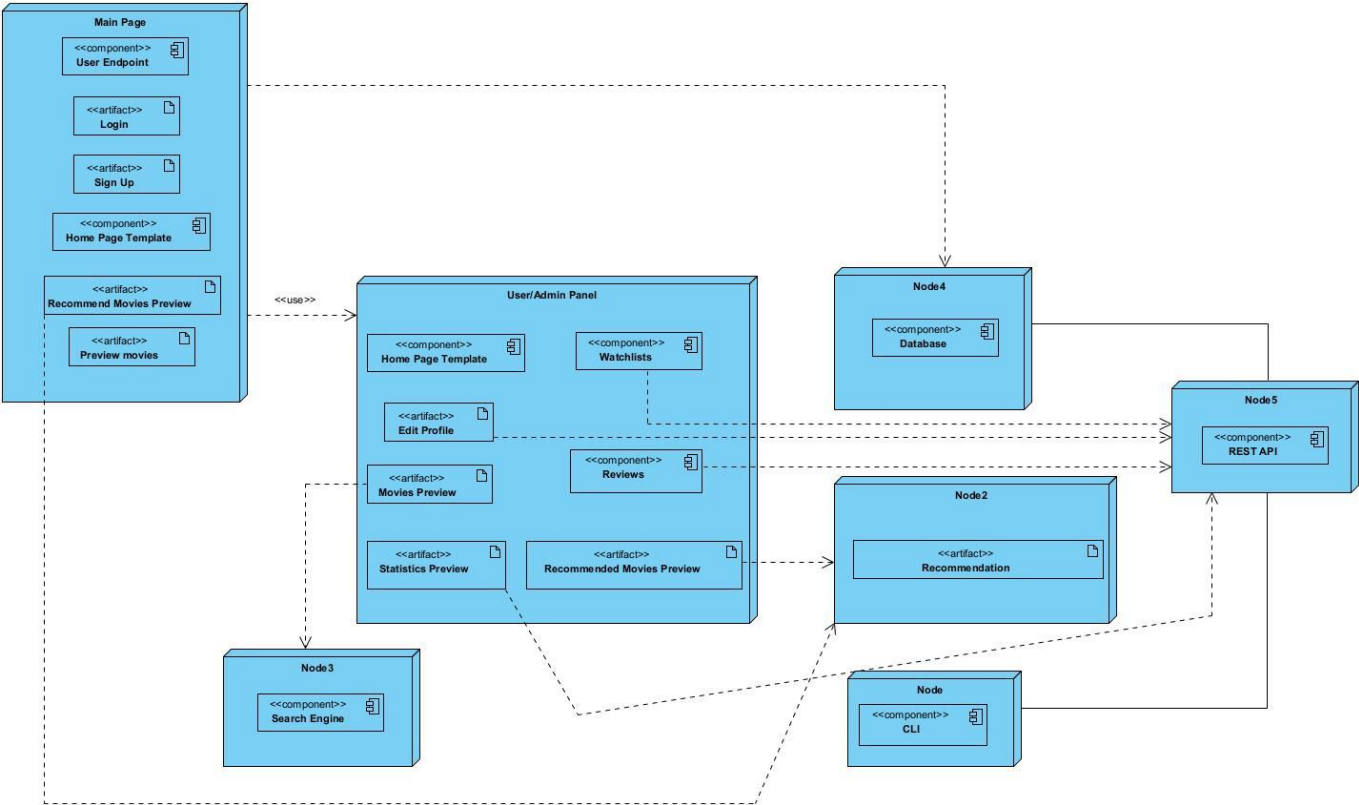 Main Page
<<component>>
User Endpoint
<<artifact>>
Login
<<artifact>>
Sign Up
<<component>>
Home Page Template
<<artifact>>
Recommend Movies Preview
<<artifact>>
Preview movies
<<use>>
User/Admin Panel
<<component>>
Home Page Template
<<component>>
Watchlists
<<artifact>>
Edit Profile
<<component>>
Reviews
<<artifact>>
Movies Preview
<<artifact>>
Statistics Preview
<<artifact>>
Recommended Movies Preview
Node4
<<component>>
Database
Node5
<<component>>
REST API
Node2
<<artifact>>
Recommendation
Node3
<<component>>
Search Engine
Node
<<component>>
CLI